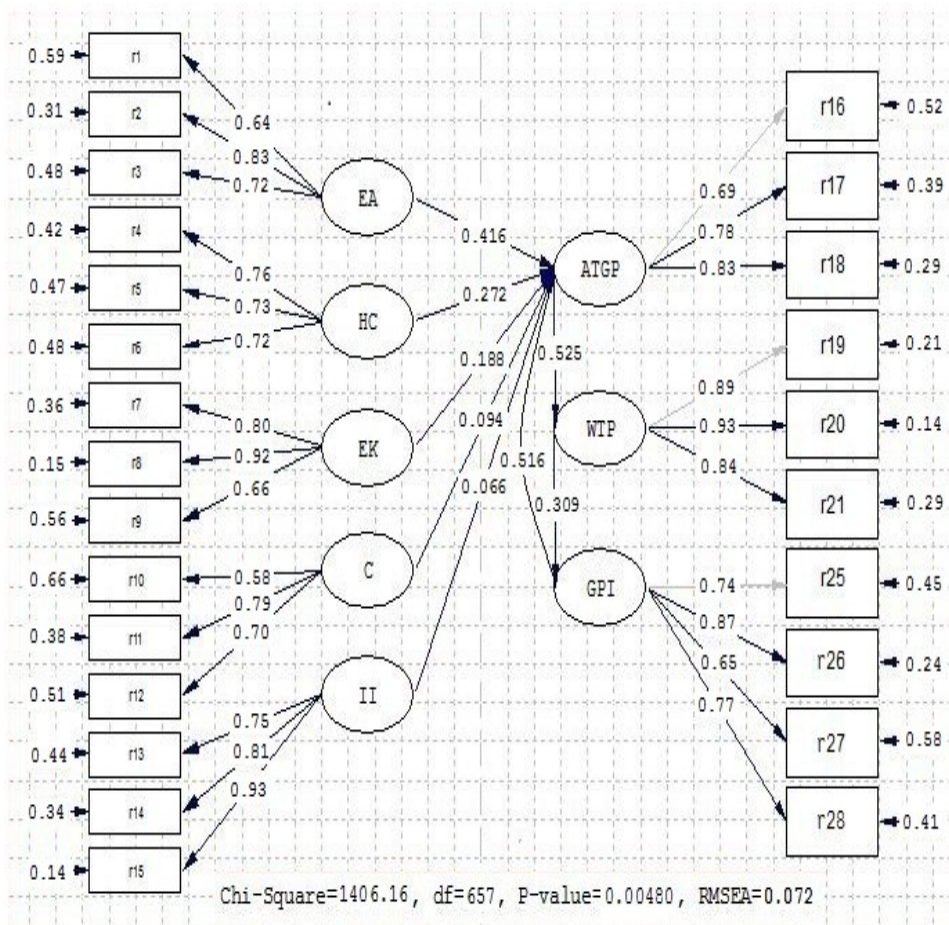 0.59 r1
0.31 r2
0.48 r3
0.42 r4
0.47 r5
0.48 r6
0.36 r7
0.15 r8
0.56 r9
0.66 r10
0.38 r11
0.51 r12
0.44 r13
0.34 r14
0.14 r15
0.64
0.83
0.72
0.76
0.73
0.72
0.80
0.92
0.66
0.58
0.79
0.70
0.75
0.81
0.93
EA
HC
EK
C
II
0.416
0.272
0.188
0.094
0.066
0.525
0.516
0.309
ATGP
WTP
GPI
0.69
0.78
0.83
0.89
0.93
0.84
0.74
0.87
0.65
0.77
r16 0.52
r17 0.39
r18 0.29
r19 0.21
r20 0.14
r21 0.29
r25 0.45
r26 0.24
r27 0.58
r28 0.41
Chi-Square=1406.16, df=657, P-value=0.00480, RMSEA=0.072